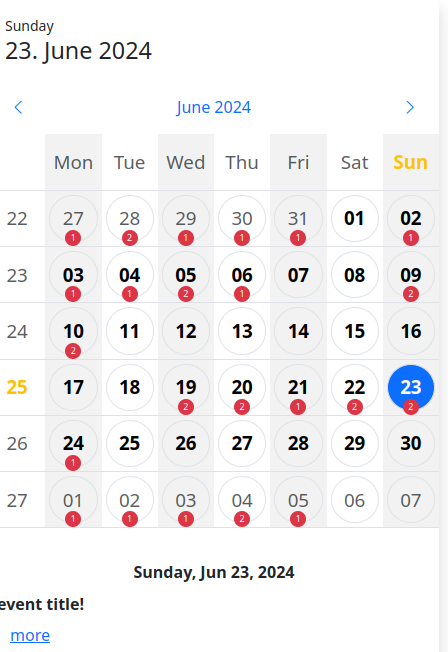 Sunday
23. June 2024
June 2024
Mon Tue Wed Thu Fri Sat Sun
22 27 28 29 30 31 01 02
1 2 1 1 1 1
23 03 04 05 06 07 08 09
1 1 2 1 2
24 10 11 12 13 14 15 16
2
25 17 18 19 20 21 22 23
2 2 1 2 2
26 24 25 26 27 28 29 30
1
27 01 02 03 04 05 06 07
1 1 1 2 1
Sunday, Jun 23, 2024
event title!
more